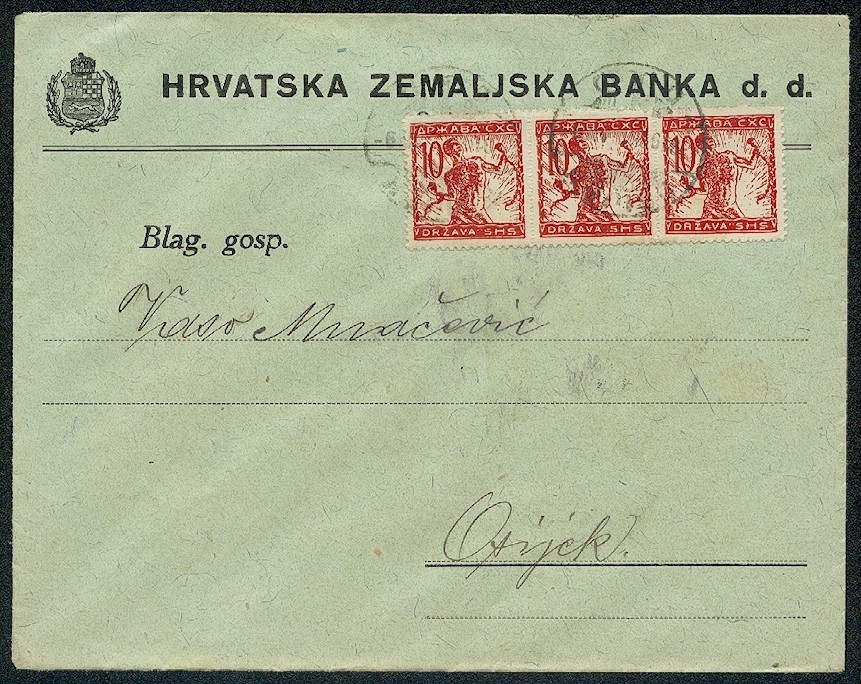 HRVATSKA ZEMALJSKA BANKA d. d.
ДРЖАВА СХС
10
DRŽAVA SHS
ДРЖАВА СХС
10
DRŽAVA SHS
ДРЖАВА СХС
10
DRŽAVA SHS
Blag. gosp.
Vaso Muačević
Osijek.